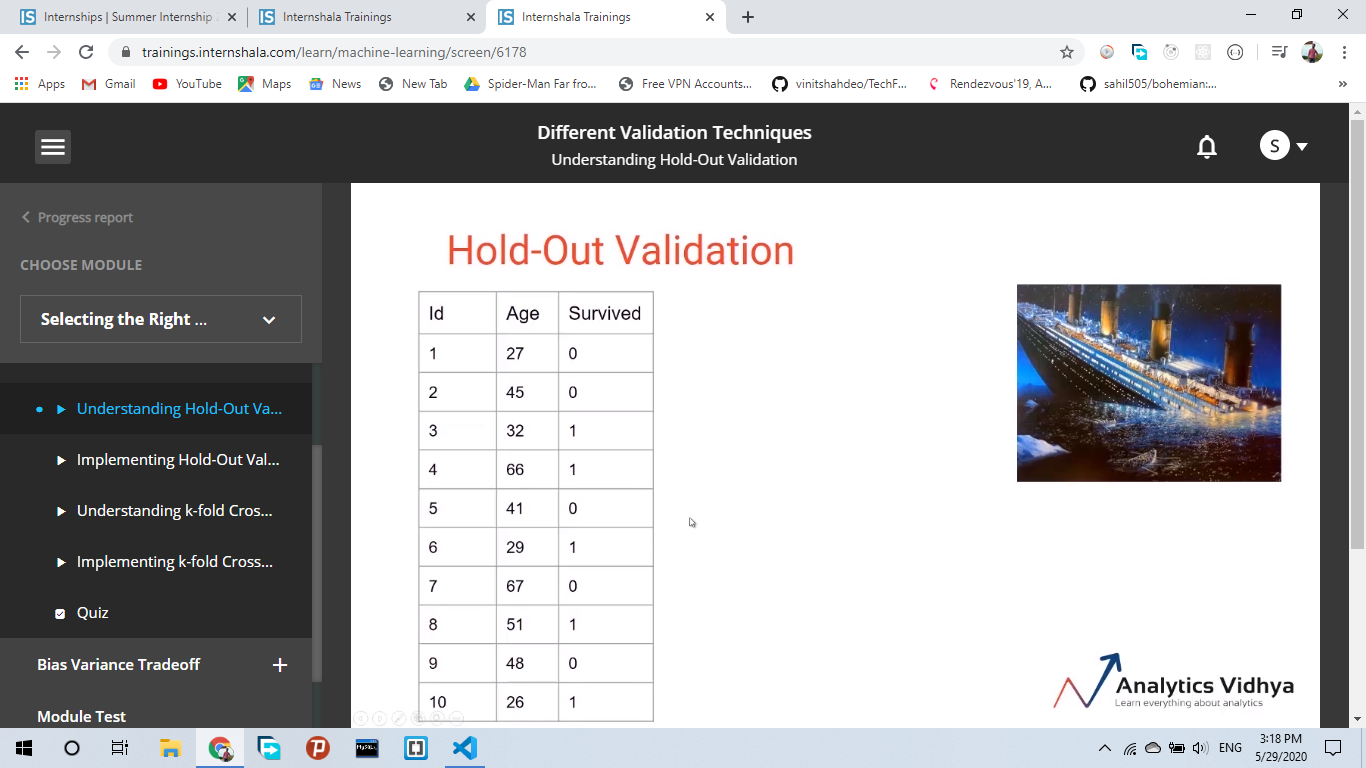 Internships | Summer Internship
Internshala Trainings
Internshala Trainings
trainings.internshala.com/learn/machine-learning/screen/6178
Apps
Gmail
YouTube
Maps
News
New Tab
Spider-Man Far fro...
Free VPN Accounts...
vinitshahdeo/TechF...
Rendezvous'19, A...
sahil505/bohemian:...
»
Different Validation Techniques
Understanding Hold-Out Validation
S
Progress report
CHOOSE MODULE
Selecting the Right ...
Understanding Hold-Out Va...
Implementing Hold-Out Val...
Understanding k-fold Cros...
Implementing k-fold Cross...
Quiz
Bias Variance Tradeoff +
Module Test
Hold-Out Validation
Id Age Survived
1 27 0
2 45 0
3 32 1
4 66 1
5 41 0
6 29 1
7 67 0
8 51 1
9 48 0
10 26 1
Analytics Vidhya
Learn everything about analytics
MySQL
ENG
3:18 PM
5/29/2020